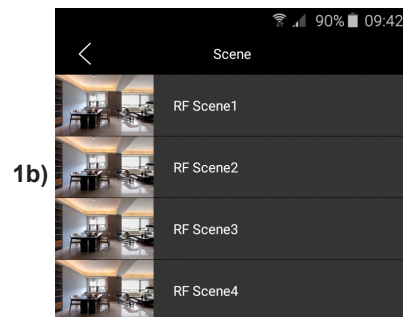 90% 09:42
Scene
RF Scene1
1b)
RF Scene2
RF Scene3
RF Scene4